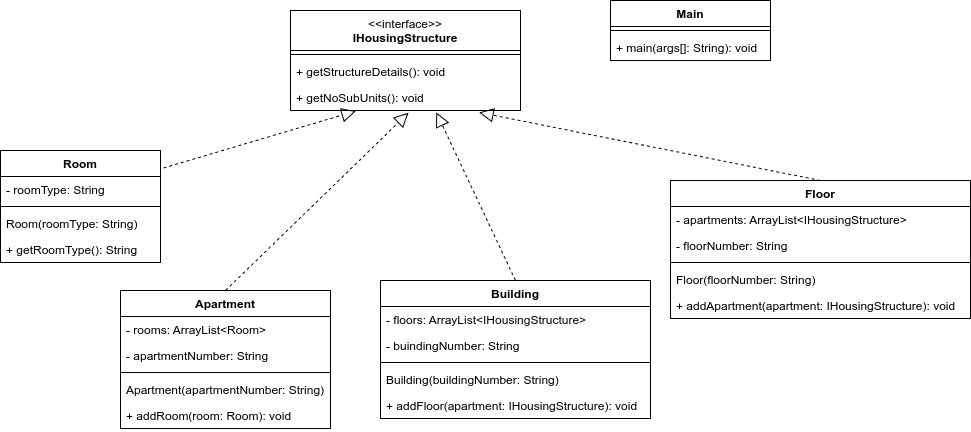 <<interface>>
IHousingStructure
+ getStructureDetails(): void
+ getNoSubUnits(): void
Main
+ main(args[]: String): void
Room
- roomType: String
Room(roomType: String)
+ getRoomType(): String
Floor
- apartments: ArrayList<IHousingStructure>
- floorNumber: String
Floor(floorNumber: String)
+ addApartment(apartment: IHousingStructure): void
Apartment
- rooms: ArrayList<Room>
- apartmentNumber: String
Apartment(apartmentNumber: String)
+ addRoom(room: Room): void
Building
- floors: ArrayList<IHousingStructure>
- buindingNumber: String
Building(buildingNumber: String)
+ addFloor(apartment: IHousingStructure): void